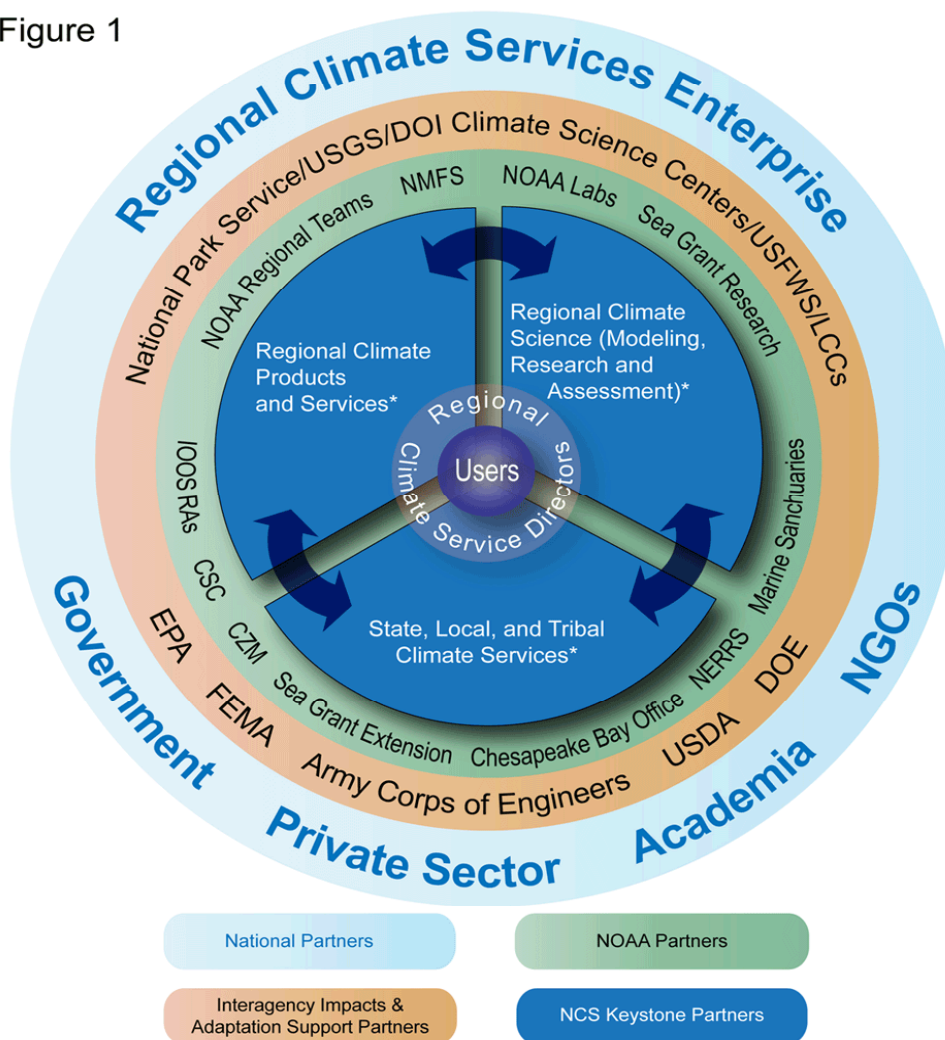 Figure 1
Regional Climate Services Enterprise
National Park Service/USGS/DOI Climate Science Centers/USFWS/LCCs
NOAA Regional Teams
NMFS
NOAA Labs
Sea Grant Research
Regional Climate
Products
and Services*
Regional Climate
Science (Modeling,
Research and
Assessment)*
Regional
Climate Service Directors
Users
State, Local, and Tribal
Climate Services*
IOOS RAs
CSC
CZM
Sea Grant Extension
Chesapeake Bay Office
NERRS
Marine Sanchuaries
EPA
FEMA
Army Corps of Engineers
USDA
DOE
Government
Private Sector
Academia
NGOs
National Partners
NOAA Partners
Interagency Impacts &
Adaptation Support Partners
NCS Keystone Partners